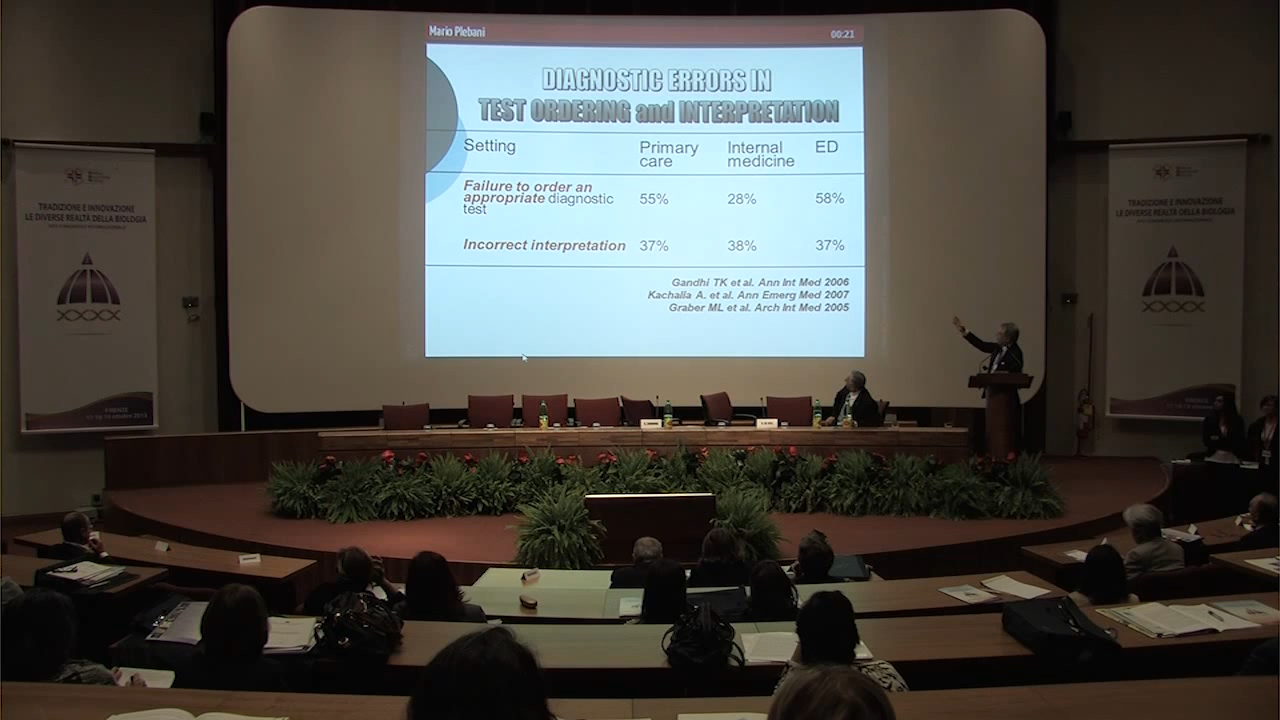 Mario Plebani
00:21
DIAGNOSTIC ERRORS IN
TEST ORDERING and INTERPRETATION
Setting Primary care Internal medicine ED
Failure to order an appropriate diagnostic test 55% 28% 58%
Incorrect interpretation 37% 38% 37%
Gandhi TK et al. Ann Int Med 2006
Kachalia A. et al. Ann Emerg Med 2007
Graber ML et al. Arch Int Med 2005
TRADIZIONE E INNOVAZIONE
LE DIVERSE REALTÀ DELLA BIOLOGIA
TRADIZIONE E INNOVAZIONE
LE DIVERSE REALTÀ DELLA BIOLOGIA